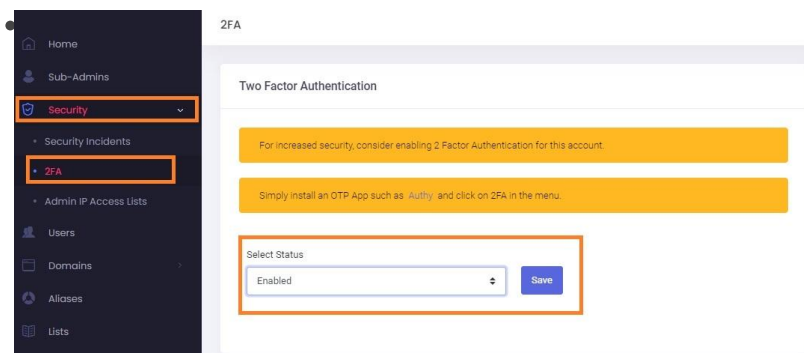 2FA
Home
Sub-Admins
Security
Security Incidents
2FA
Admin IP Access Lists
Users
Domains
Aliases
Lists
Two Factor Authentication
For increased security, consider enabling 2 Factor Authentication for this account.
Simply install an OTP App such as Authy and click on 2FA in the menu.
Select Status
Enabled
Save